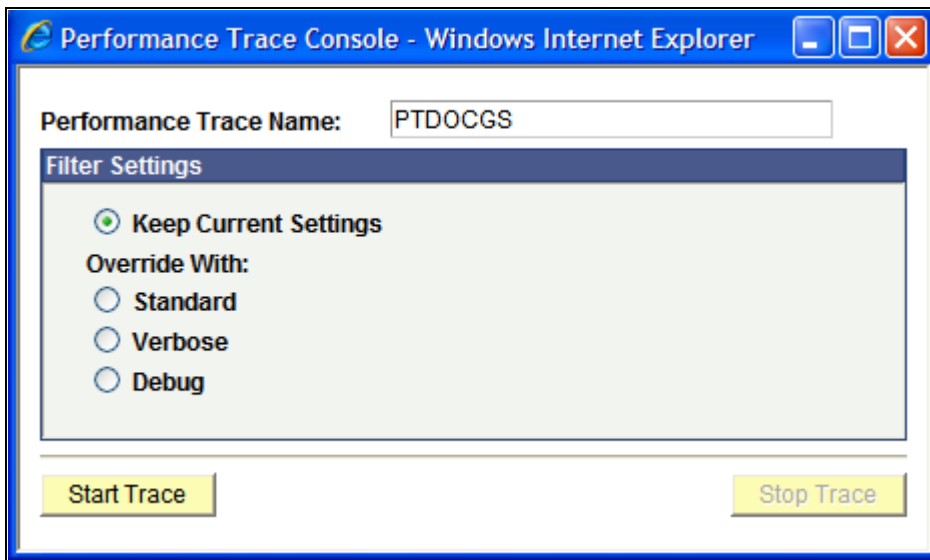 Performance Trace Console - Windows Internet Explorer
Performance Trace Name: PTDOCGS
Filter Settings
Keep Current Settings
Override With:
Standard
Verbose
Debug
Start Trace Stop Trace